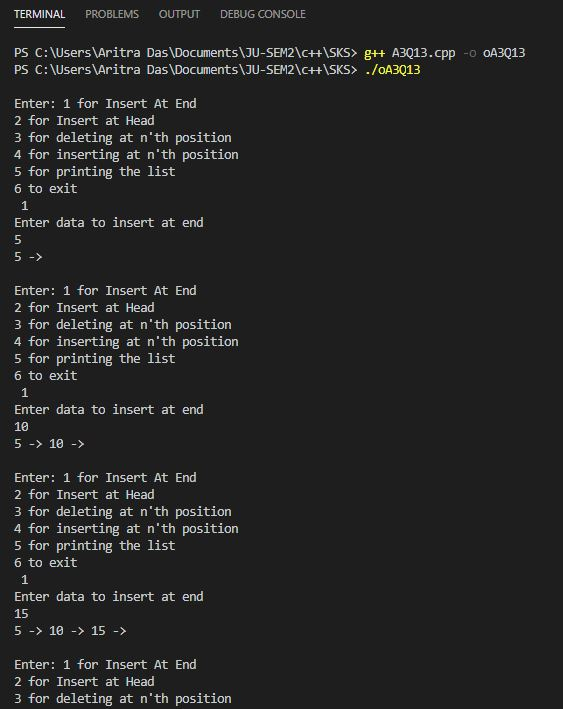 TERMINAL PROBLEMS OUTPUT DEBUG CONSOLE
PS C:\Users\Aritra Das\Documents\JU-SEM2\c++\SKS> g++ A3Q13.cpp -o oA3Q13
PS C:\Users\Aritra Das\Documents\JU-SEM2\c++\SKS> ./oA3Q13
Enter: 1 for Insert At End
2 for Insert at Head
3 for deleting at n'th position
4 for inserting at n'th position
5 for printing the list
6 to exit
1
Enter data to insert at end
5
5 ->
Enter: 1 for Insert At End
2 for Insert at Head
3 for deleting at n'th position
4 for inserting at n'th position
5 for printing the list
6 to exit
1
Enter data to insert at end
10
5 -> 10 ->
Enter: 1 for Insert At End
2 for Insert at Head
3 for deleting at n'th position
4 for inserting at n'th position
5 for printing the list
6 to exit
1
Enter data to insert at end
15
5 -> 10 -> 15 ->
Enter: 1 for Insert At End
2 for Insert at Head
3 for deleting at n'th position